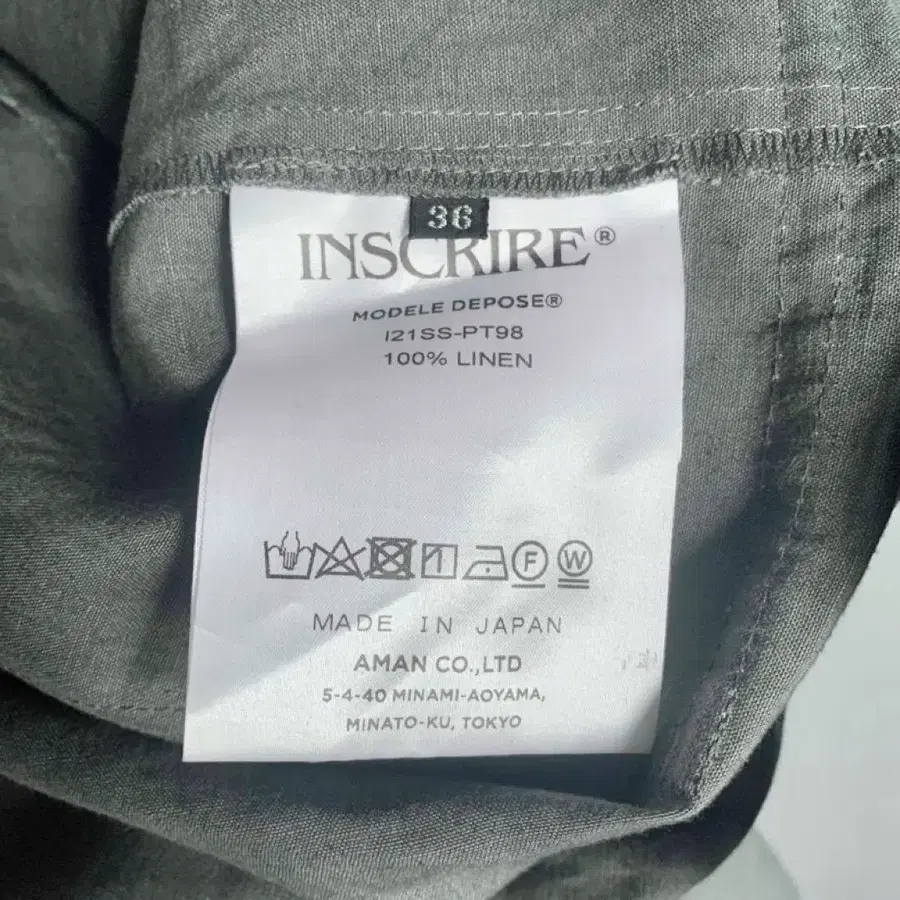 36
INSCRIRE®
MODELE DEPOSE®
I21SS-PT98
100% LINEN
F W
MADE IN JAPAN
AMAN CO.,LTD
5-4-40 MINAMI-AOYAMA,
MINATO-KU, TOKYO